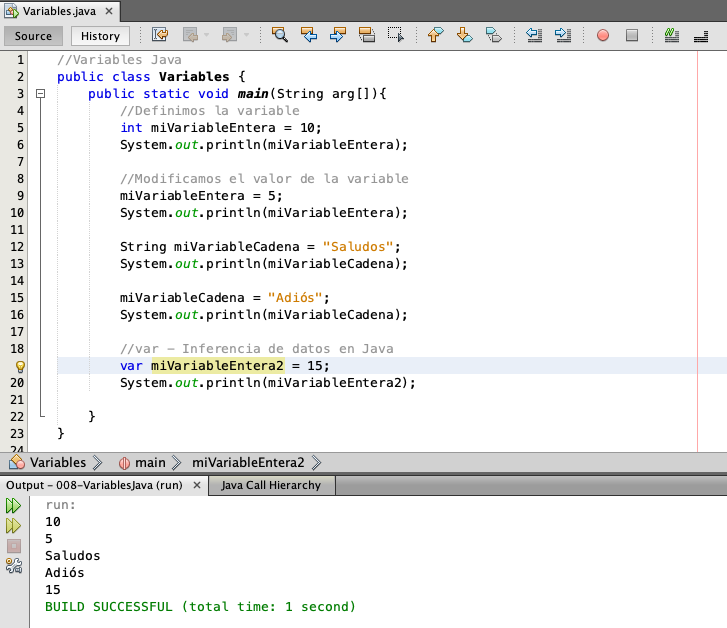 Variables.java
Source History
1 //Variables Java
2 public class Variables {
3 public static void main(String arg[]){
4 //Definimos la variable
5 int miVariableEntera = 10;
6 System.out.println(miVariableEntera);
7
8 //Modificamos el valor de la variable
9 miVariableEntera = 5;
10 System.out.println(miVariableEntera);
11
12 String miVariableCadena = "Saludos";
13 System.out.println(miVariableCadena);
14
15 miVariableCadena = "Adiós";
16 System.out.println(miVariableCadena);
17
18 //var – Inferencia de datos en Java
var miVariableEntera2 = 15;
20 System.out.println(miVariableEntera2);
21
22 }
23 }
24
Variables main miVariableEntera2
Output – 008-VariablesJava (run) Java Call Hierarchy
run:
10
5
Saludos
Adiós
15
BUILD SUCCESSFUL (total time: 1 second)